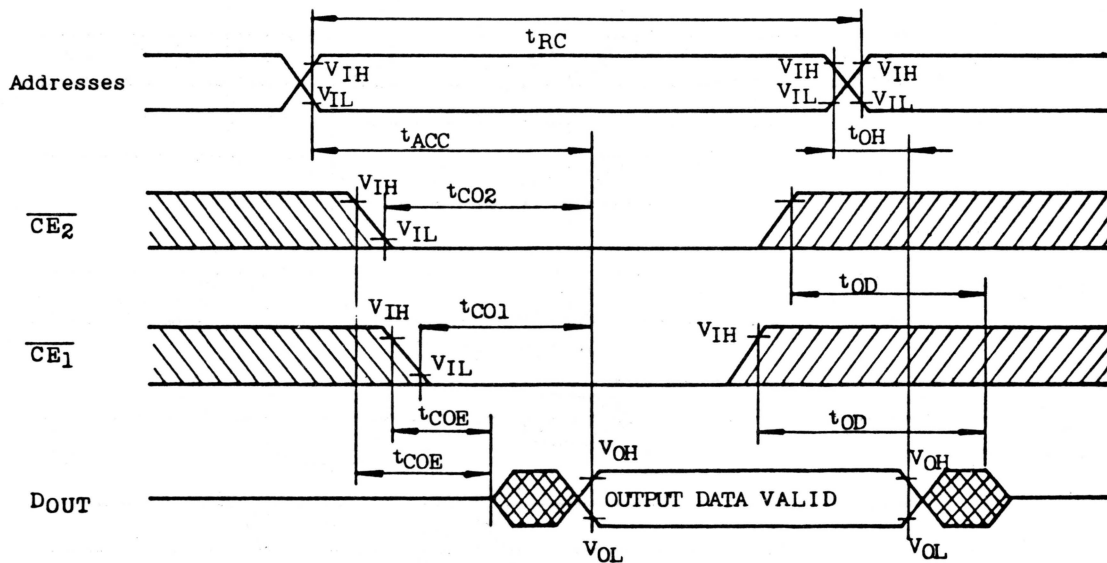 tRC
Addresses
VIH
VIL
VIH
VIL
VIH
VIL
tACC
tOH
CE2
VIH
VIL
tCO2
tOD
CE1
VIH
VIL
tCO1
VIH
tCOE
tOD
tCOE
DOUT
VOH
VOL
OUTPUT DATA VALID
VOH
VOL